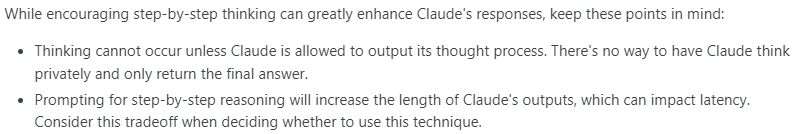 While encouraging step-by-step thinking can greatly enhance Claude's responses, keep these points in mind:
• Thinking cannot occur unless Claude is allowed to output its thought process. There's no way to have Claude think
privately and only return the final answer.
• Prompting for step-by-step reasoning will increase the length of Claude's outputs, which can impact latency.
Consider this tradeoff when deciding whether to use this technique.